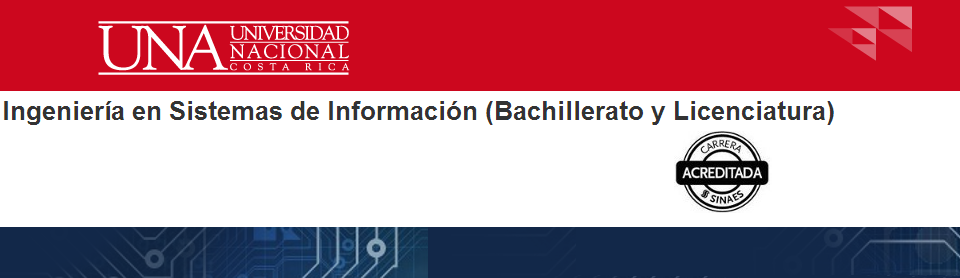 UNA UNIVERSIDAD
NACIONAL
COSTA RICA
Ingeniería en Sistemas de Información (Bachillerato y Licenciatura)
CARRERA
ACREDITADA
SINAES